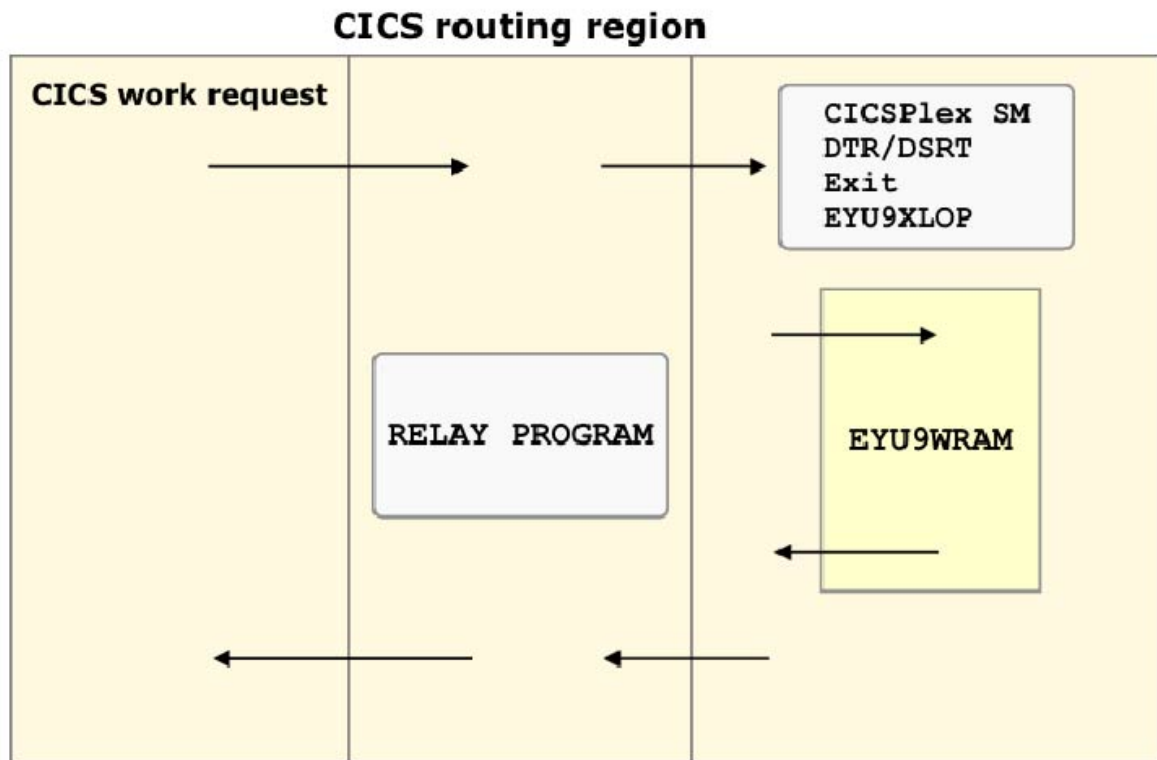 CICS routing region
CICS work request
CICSPlex SM
DTR/DSRT
Exit
EYU9XLOP
RELAY PROGRAM
EYU9WRAM